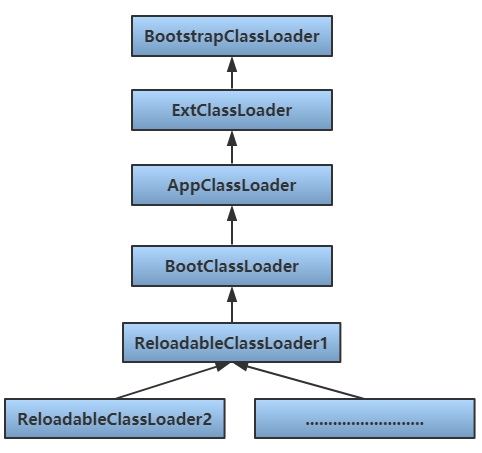 BootstrapClassLoader
ExtClassLoader
AppClassLoader
BootClassLoader
ReloadableClassLoader1
ReloadableClassLoader2
..........................